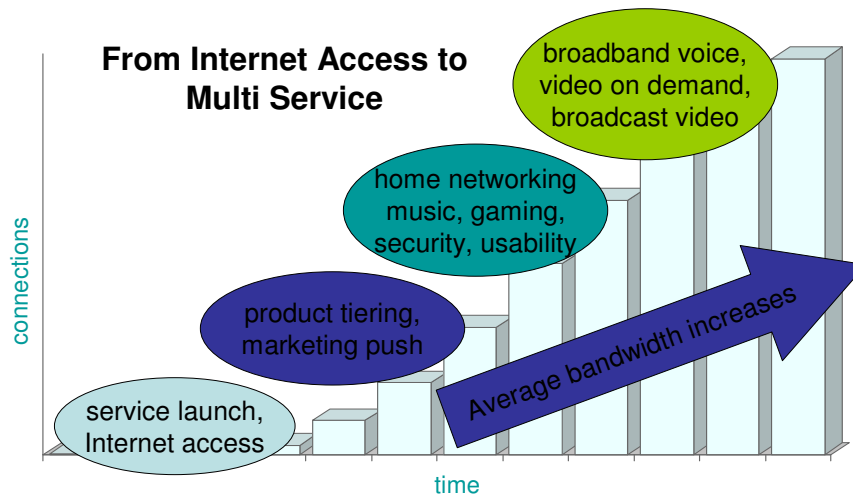 From Internet Access to
Multi Service
broadband voice,
video on demand,
broadcast video
home networking
music, gaming,
security, usability
product tiering,
marketing push
service launch,
Internet access
Average bandwidth increases
connections
time